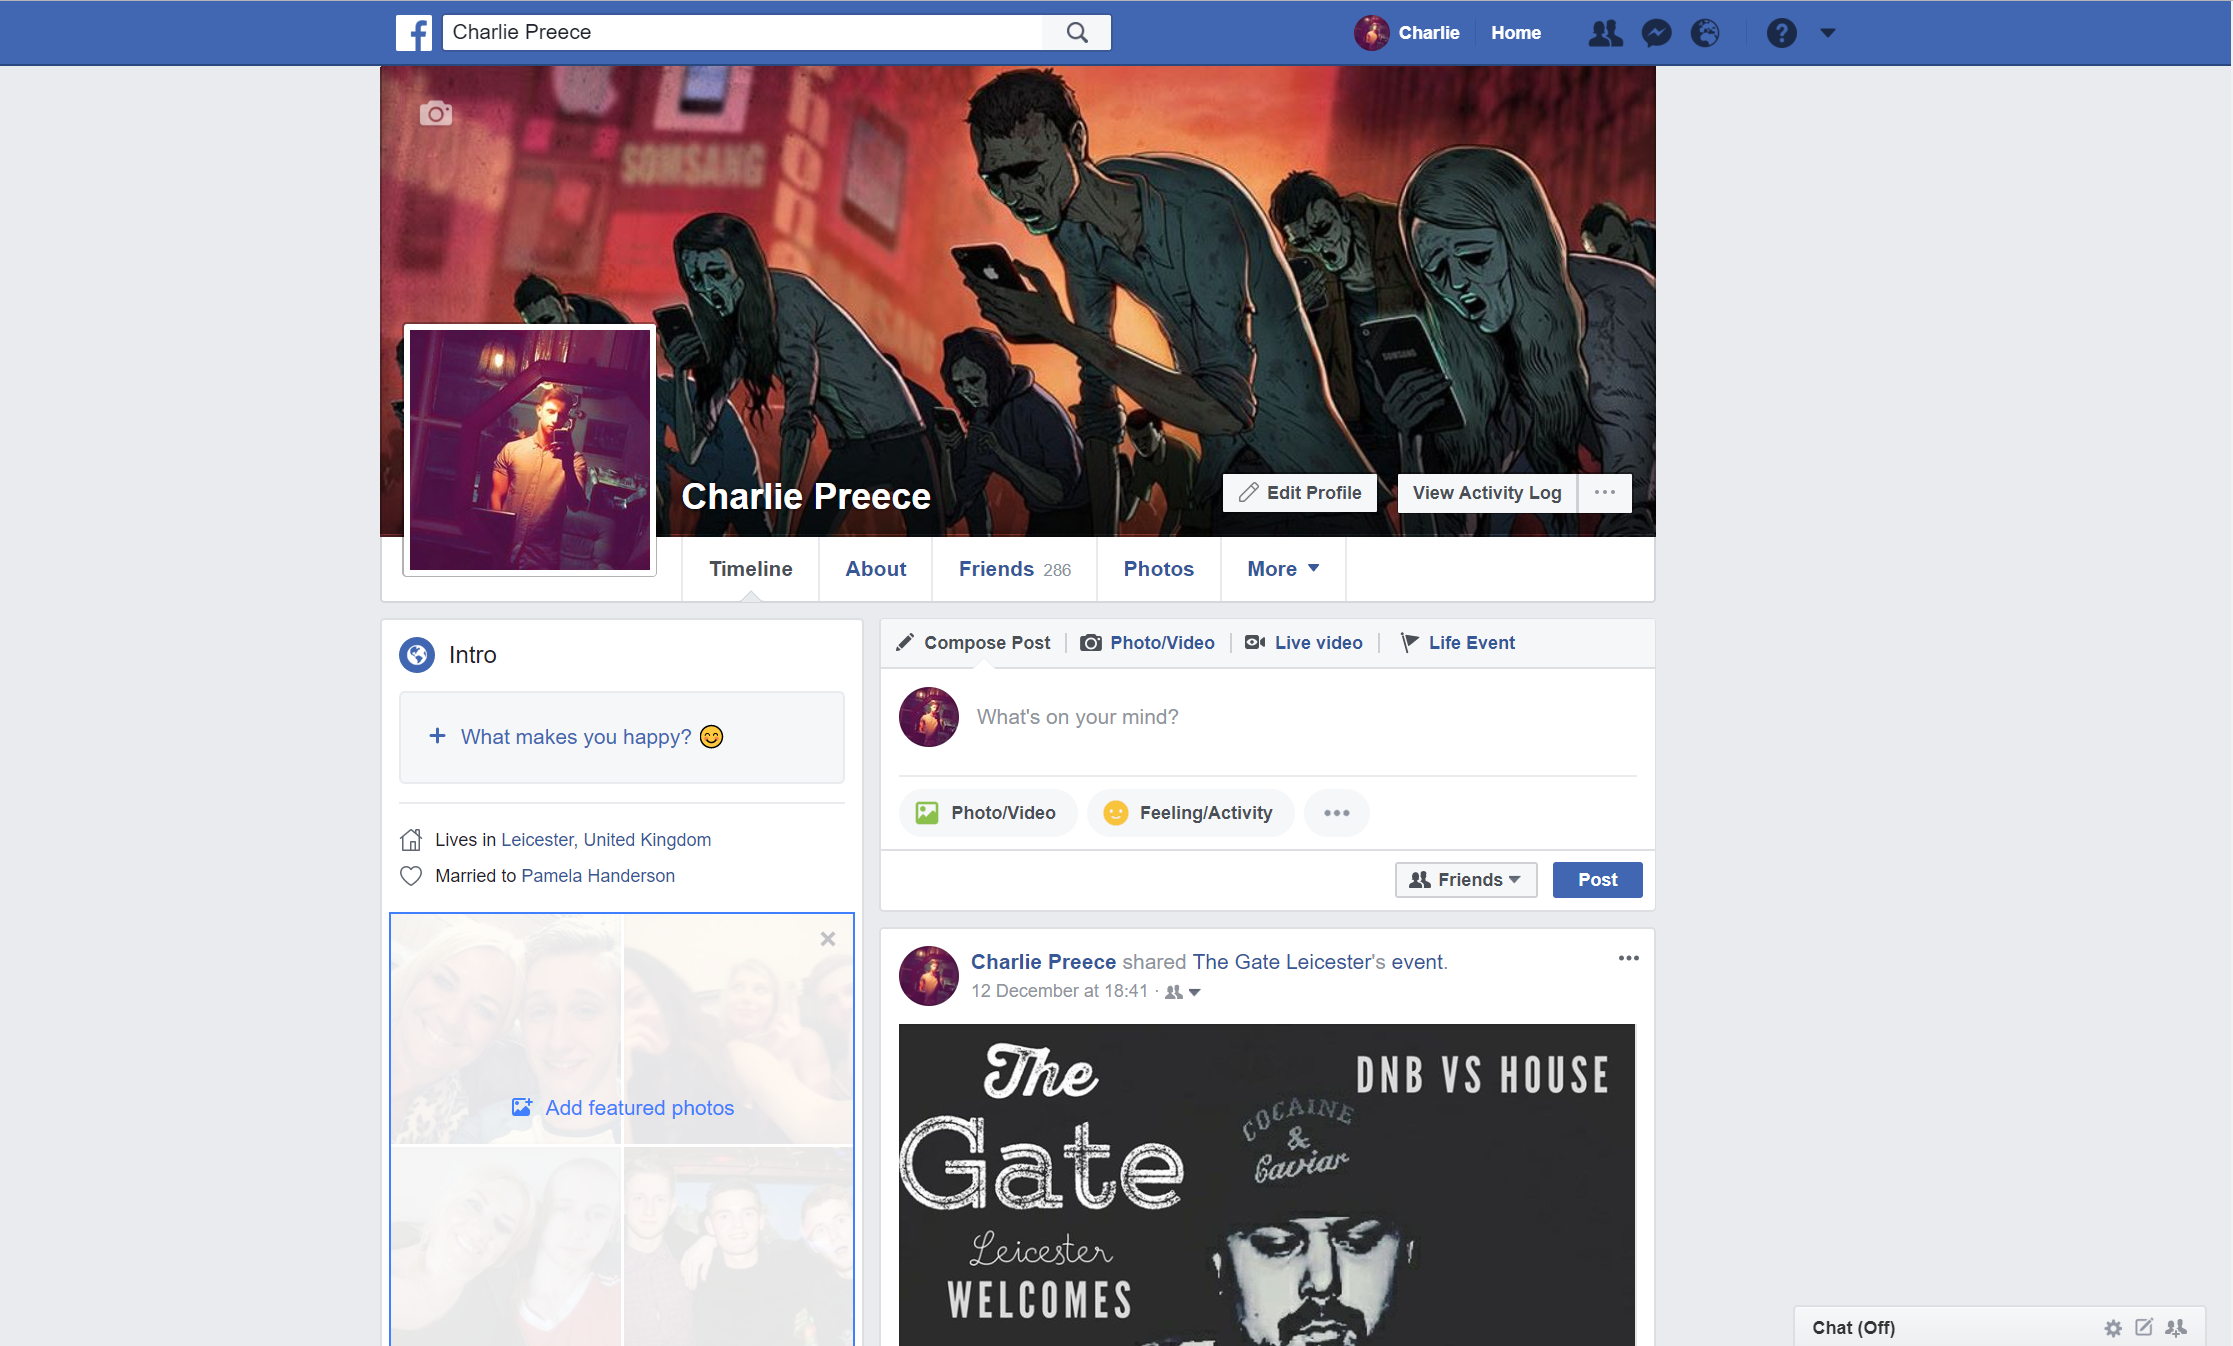 Charlie Preece
Charlie
Home
SOMSANG
SOMSANG
Charlie Preece
Edit Profile
View Activity Log
Timeline
About
Friends 286
Photos
More
Intro
+ What makes you happy? 😊
Lives in Leicester, United Kingdom
Married to Pamela Handerson
Add featured photos
Compose Post
Photo/Video
Live video
Life Event
What's on your mind?
Photo/Video
Feeling/Activity
Friends
Post
Charlie Preece shared The Gate Leicester's event.
12 December at 18:41 ·
The
Gate
Leicester
WELCOMES
DNB VS HOUSE
COCAINE
&
Caviar
Chat (Off)